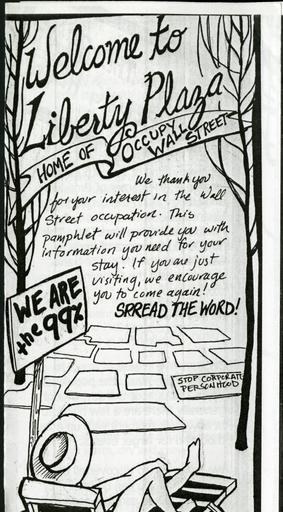 Welcome to
Liberty Plaza
HOME OF OCCUPY
WALL STREET
We thank you
for your interest in the Wall
Street occupation. This
pamphlet will provide you with
information you need for your
stay. If you are just
visiting, we encourage
you to come again!
SPREAD THE WORD!
WE ARE
the 99%
STOP CORPORATE
PERSONHOOD